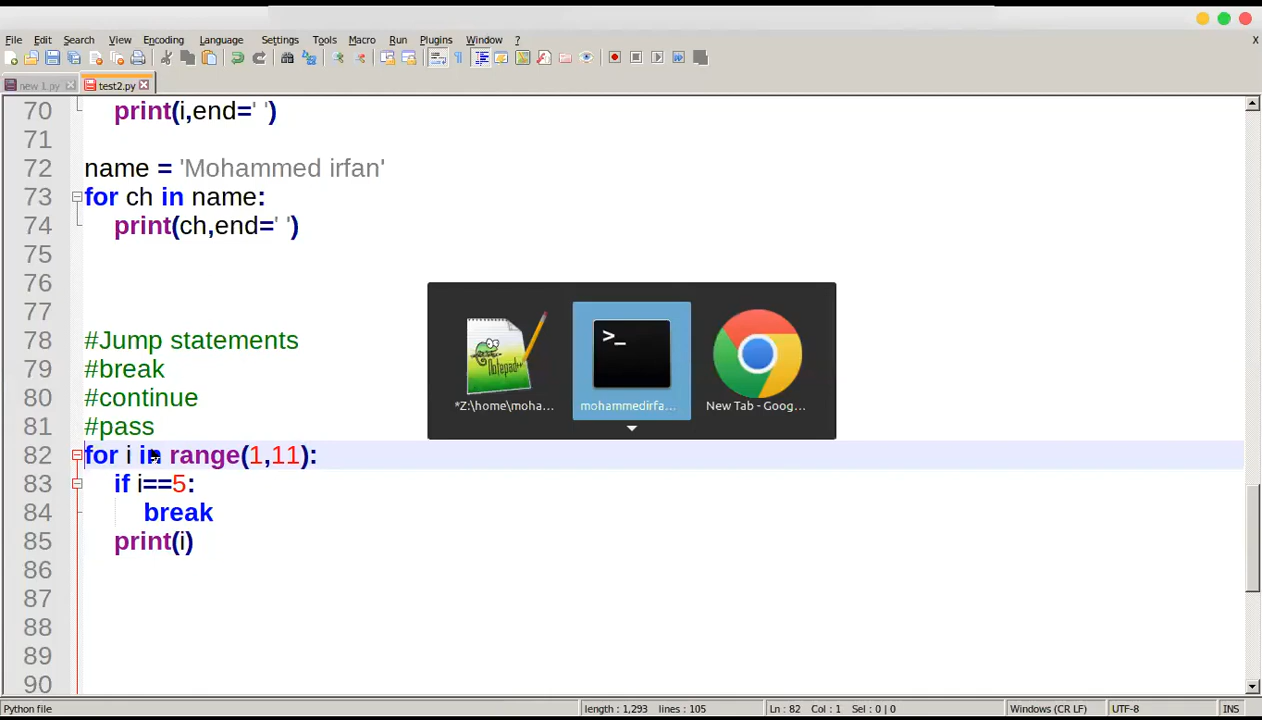 File Edit Search View Encoding Language Settings Tools Macro Run Plugins Window ? X
new 1.py test2.py
70 print(i,end=' ')
71
72 name = 'Mohammed irfan'
73 for ch in name:
74 print(ch,end=' ')
75
76
77
78 #Jump statements
79 #break
80 #continue
81 #pass
82 for i in range(1,11):
83 if i==5:
84 break
85 print(i)
86
87
88
89
90
>_
Notepad++
*Z:\home\moha... mohammedirfa... New Tab - Goog...
Python file length : 1,293 lines : 105 Ln : 82 Col : 1 Sel : 0 | 0 Windows (CR LF) UTF-8 INS